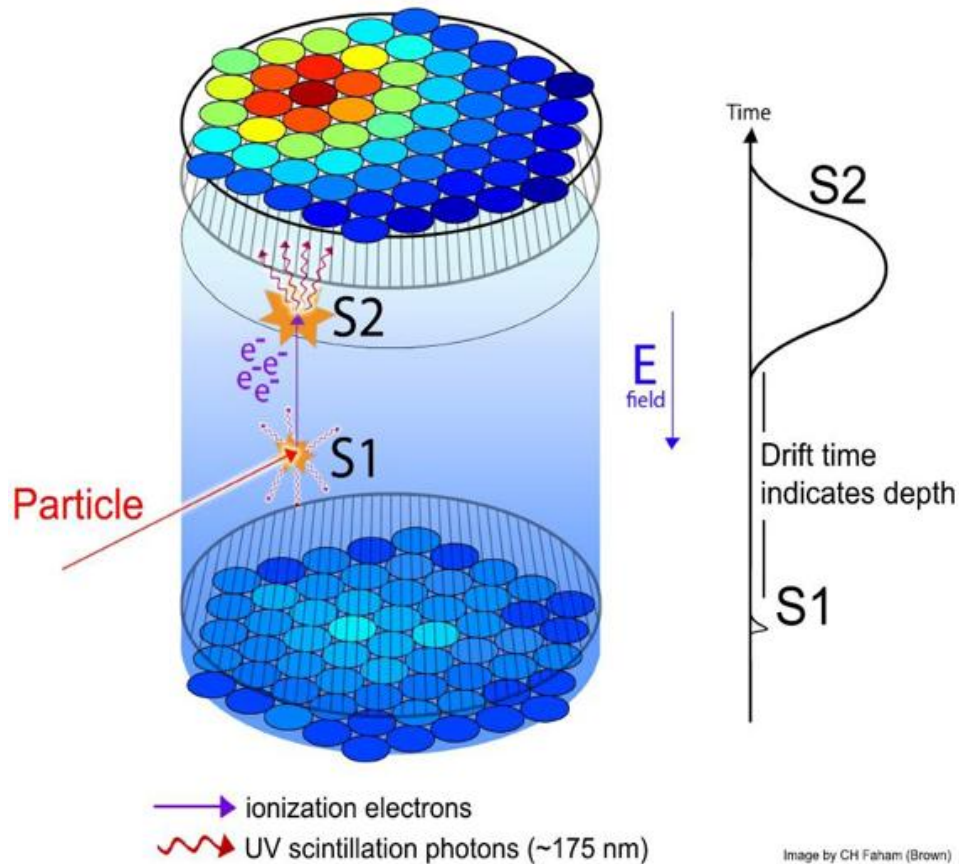 Time
S2
S2
e-
e-
e-
e-
e-
E
field
S1
Particle
Drift time
indicates depth
S1
ionization electrons
UV scintillation photons (~175 nm)
Image by CH Faham (Brown)